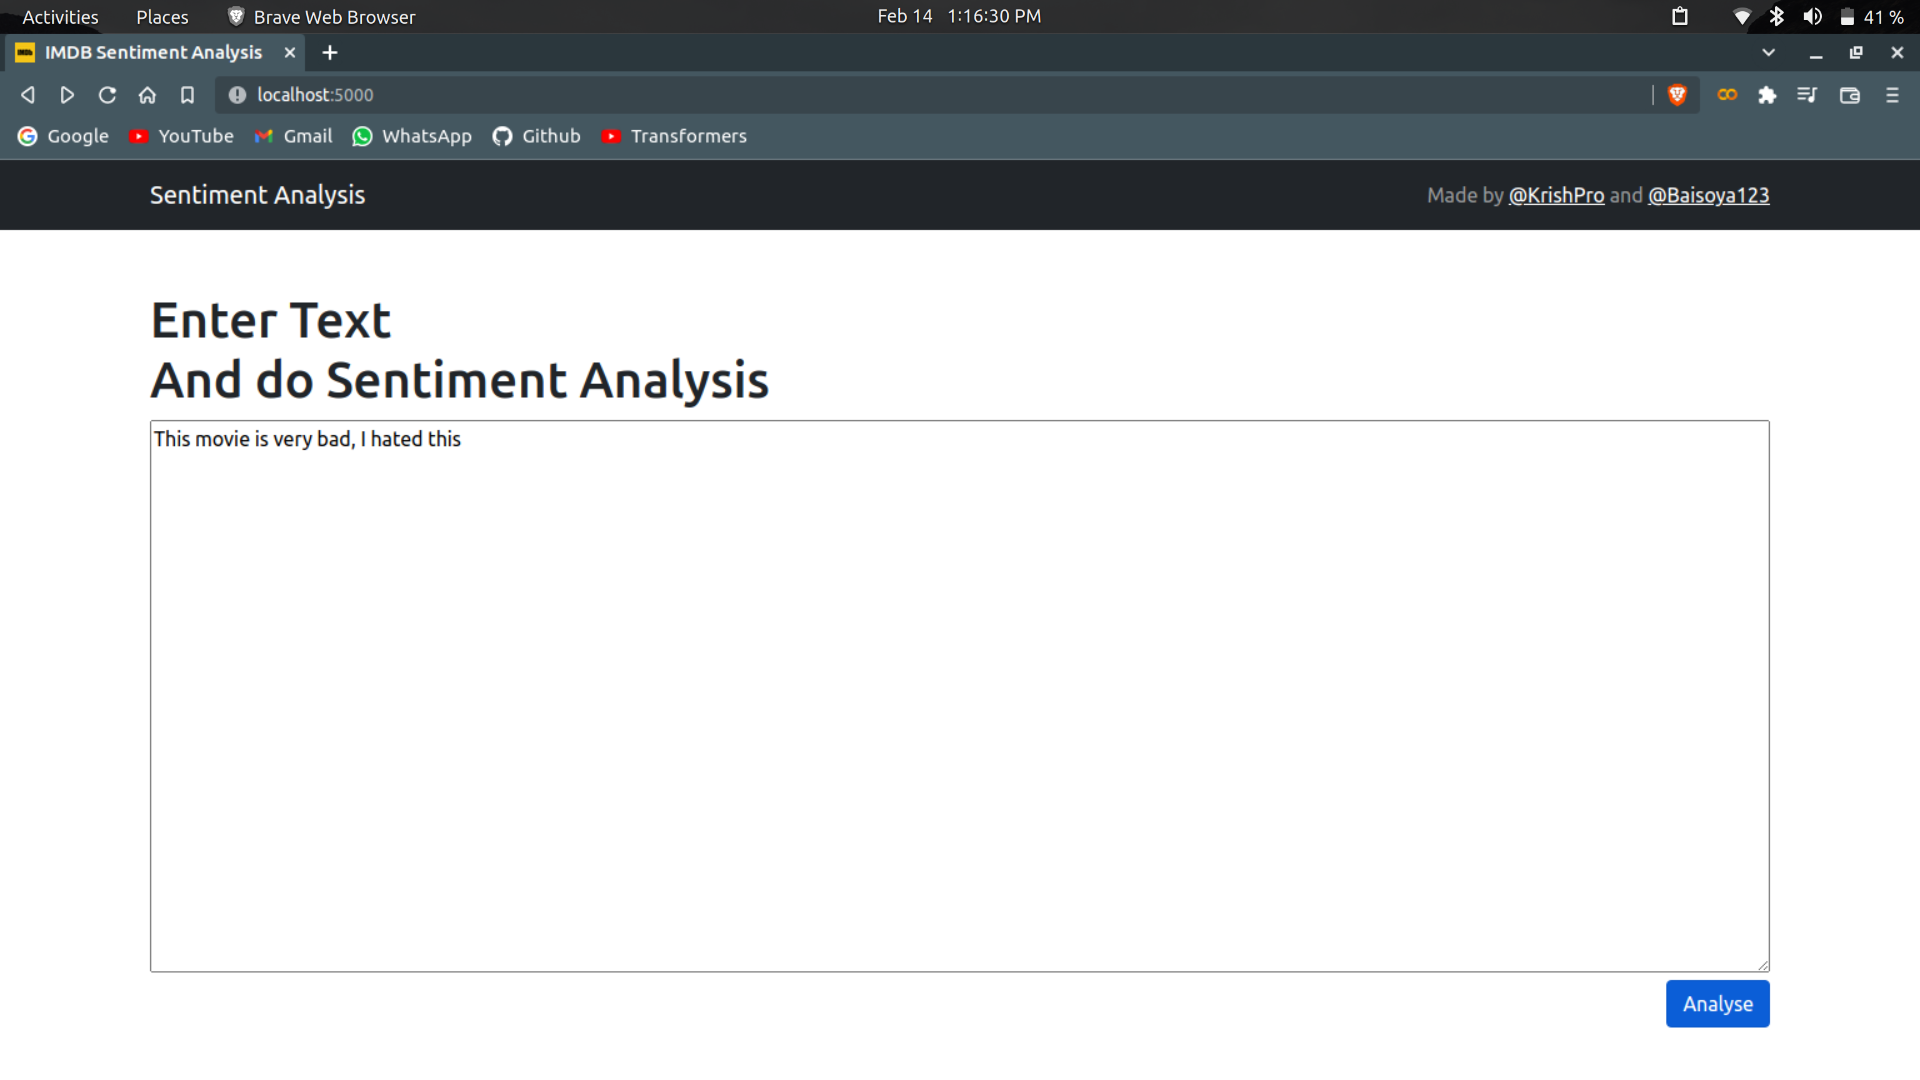 Activities Places Brave Web Browser Feb 14 1:16:30 PM 41 %
IMDB Sentiment Analysis
localhost:5000
Google YouTube Gmail WhatsApp Github Transformers
Sentiment Analysis Made by @KrishPro and @Baisoya123
Enter Text
And do Sentiment Analysis
This movie is very bad, I hated this
Analyse